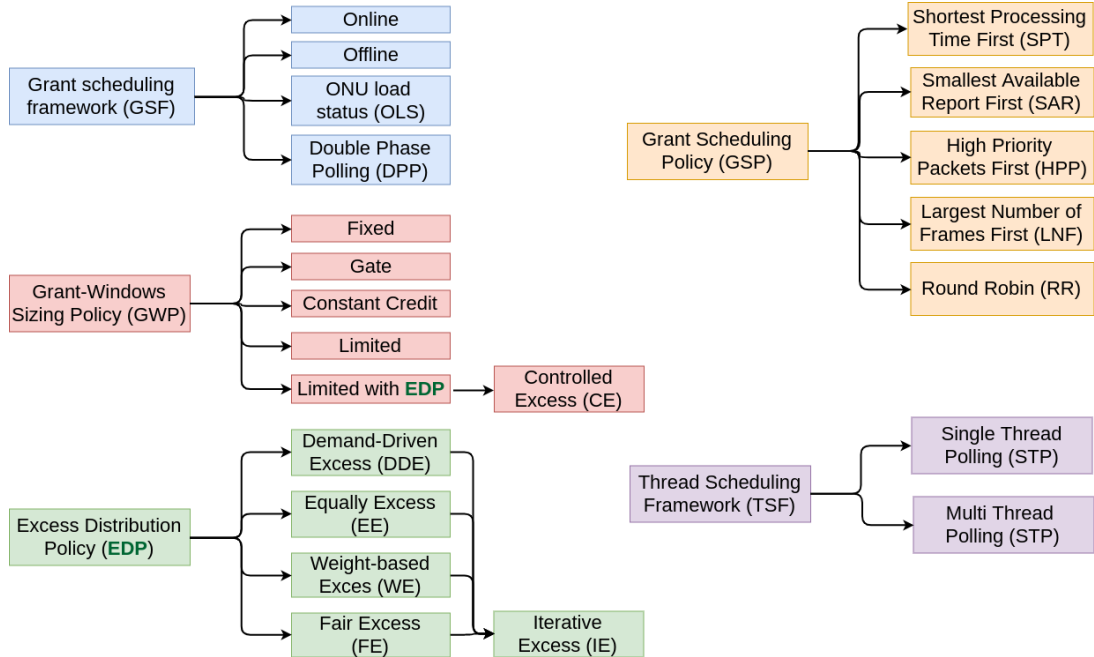 Grant scheduling
framework (GSF)
Online
Offline
ONU load
status (OLS)
Double Phase
Polling (DPP)
Grant-Windows
Sizing Policy (GWP)
Fixed
Gate
Constant Credit
Limited
Limited with EDP
Controlled
Excess (CE)
Excess Distribution
Policy (EDP)
Demand-Driven
Excess (DDE)
Equally Excess
(EE)
Weight-based
Exces (WE)
Fair Excess
(FE)
Iterative
Excess (IE)
Grant Scheduling
Policy (GSP)
Shortest Processing
Time First (SPT)
Smallest Available
Report First (SAR)
High Priority
Packets First (HPP)
Largest Number of
Frames First (LNF)
Round Robin (RR)
Thread Scheduling
Framework (TSF)
Single Thread
Polling (STP)
Multi Thread
Polling (STP)